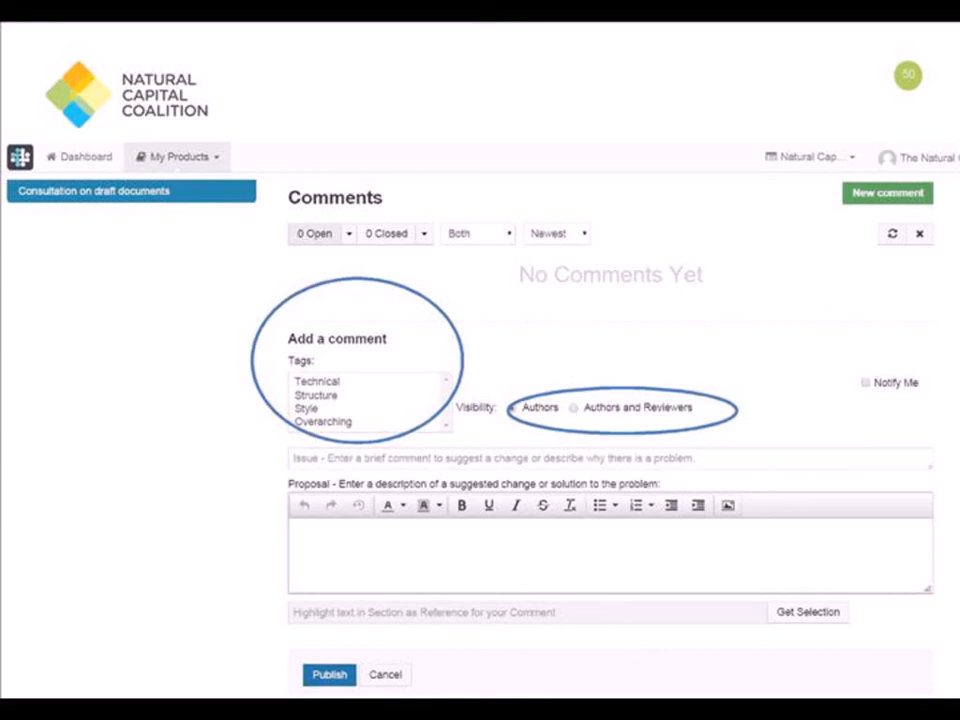 NATURAL
CAPITAL
COALITION
50
Dashboard My Products Natural Cap... The Natural
Consultation on draft documents
Comments
New comment
0 Open 0 Closed Both Newest
No Comments Yet
Add a comment
Tags:
Technical
Structure
Style
Overarching
Visibility: Authors Authors and Reviewers
Notify Me
Issue - Enter a brief comment to suggest a change or describe why there is a problem.
Proposal - Enter a description of a suggested change or solution to the problem:
Highlight text in Section as Reference for your Comment
Get Selection
Publish Cancel